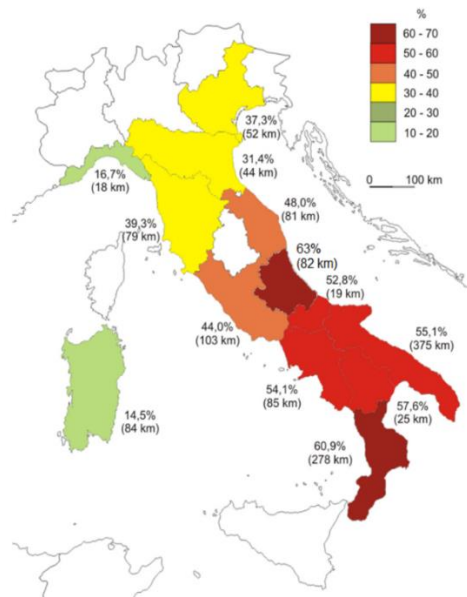 %
60 - 70
50 - 60
40 - 50
30 - 40
20 - 30
10 - 20
0 100 km
37,3%
(52 km)
31,4%
(44 km)
16,7%
(18 km)
48,0%
(81 km)
39,3%
(79 km)
63%
(82 km)
52,8%
(19 km)
44,0%
(103 km)
55,1%
(375 km)
54,1%
(85 km)
57,6%
(25 km)
14,5%
(84 km)
60,9%
(278 km)